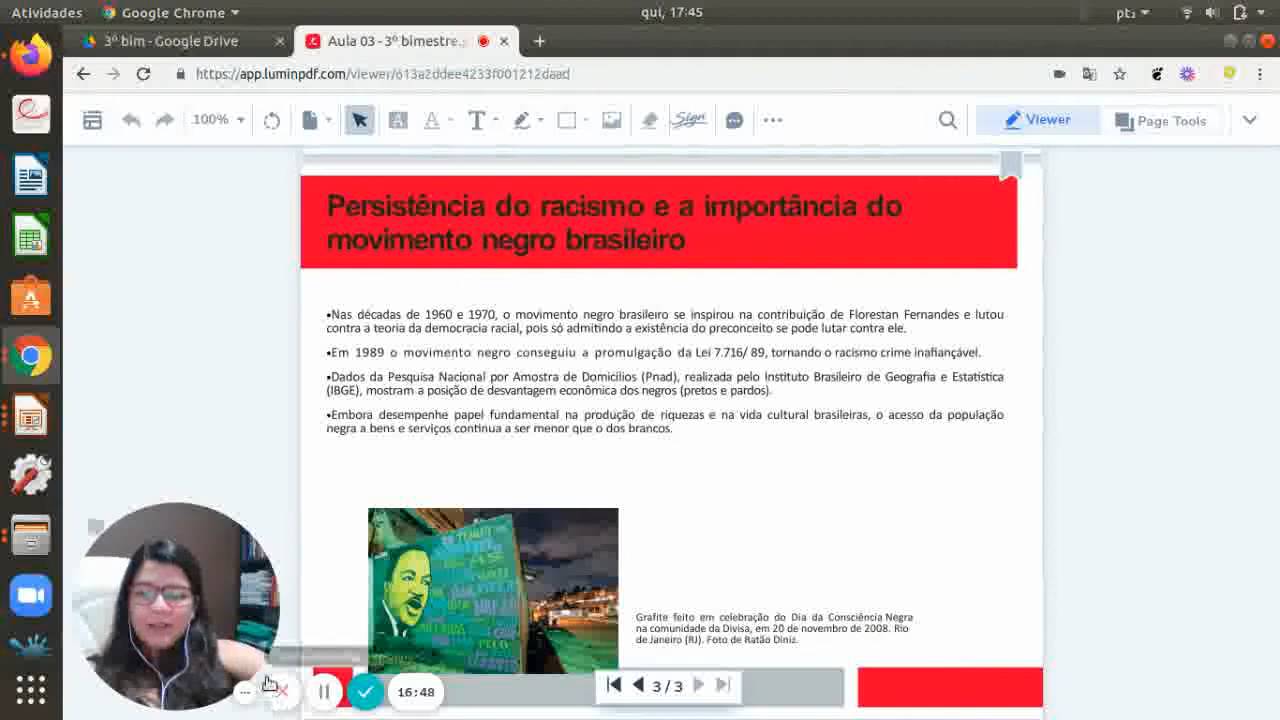 Atividades Google Chrome qui, 17:45 pt₁
3º bim - Google Drive Aula 03 - 3º bimestre.
https://app.luminpdf.com/viewer/613a2ddee4233f001212daad
100% T Sign Viewer Page Tools
Persistência do racismo e a importância do
movimento negro brasileiro
•Nas décadas de 1960 e 1970, o movimento negro brasileiro se inspirou na contribuição de Florestan Fernandes e lutou
contra a teoria da democracia racial, pois só admitindo a existência do preconceito se pode lutar contra ele.
•Em 1989 o movimento negro conseguiu a promulgação da Lei 7.716/ 89, tornando o racismo crime inafiançável.
•Dados da Pesquisa Nacional por Amostra de Domicílios (Pnad), realizada pelo Instituto Brasileiro de Geografia e Estatística
(IBGE), mostram a posição de desvantagem econômica dos negros (pretos e pardos).
•Embora desempenhe papel fundamental na produção de riquezas e na vida cultural brasileiras, o acesso da população
negra a bens e serviços continua a ser menor que o dos brancos.
Grafite feito em celebração do Dia da Consciência Negra
na comunidade da Divisa, em 20 de novembro de 2008. Rio
de Janeiro (RJ). Foto de Ratão Diniz.
16:48
3 / 3